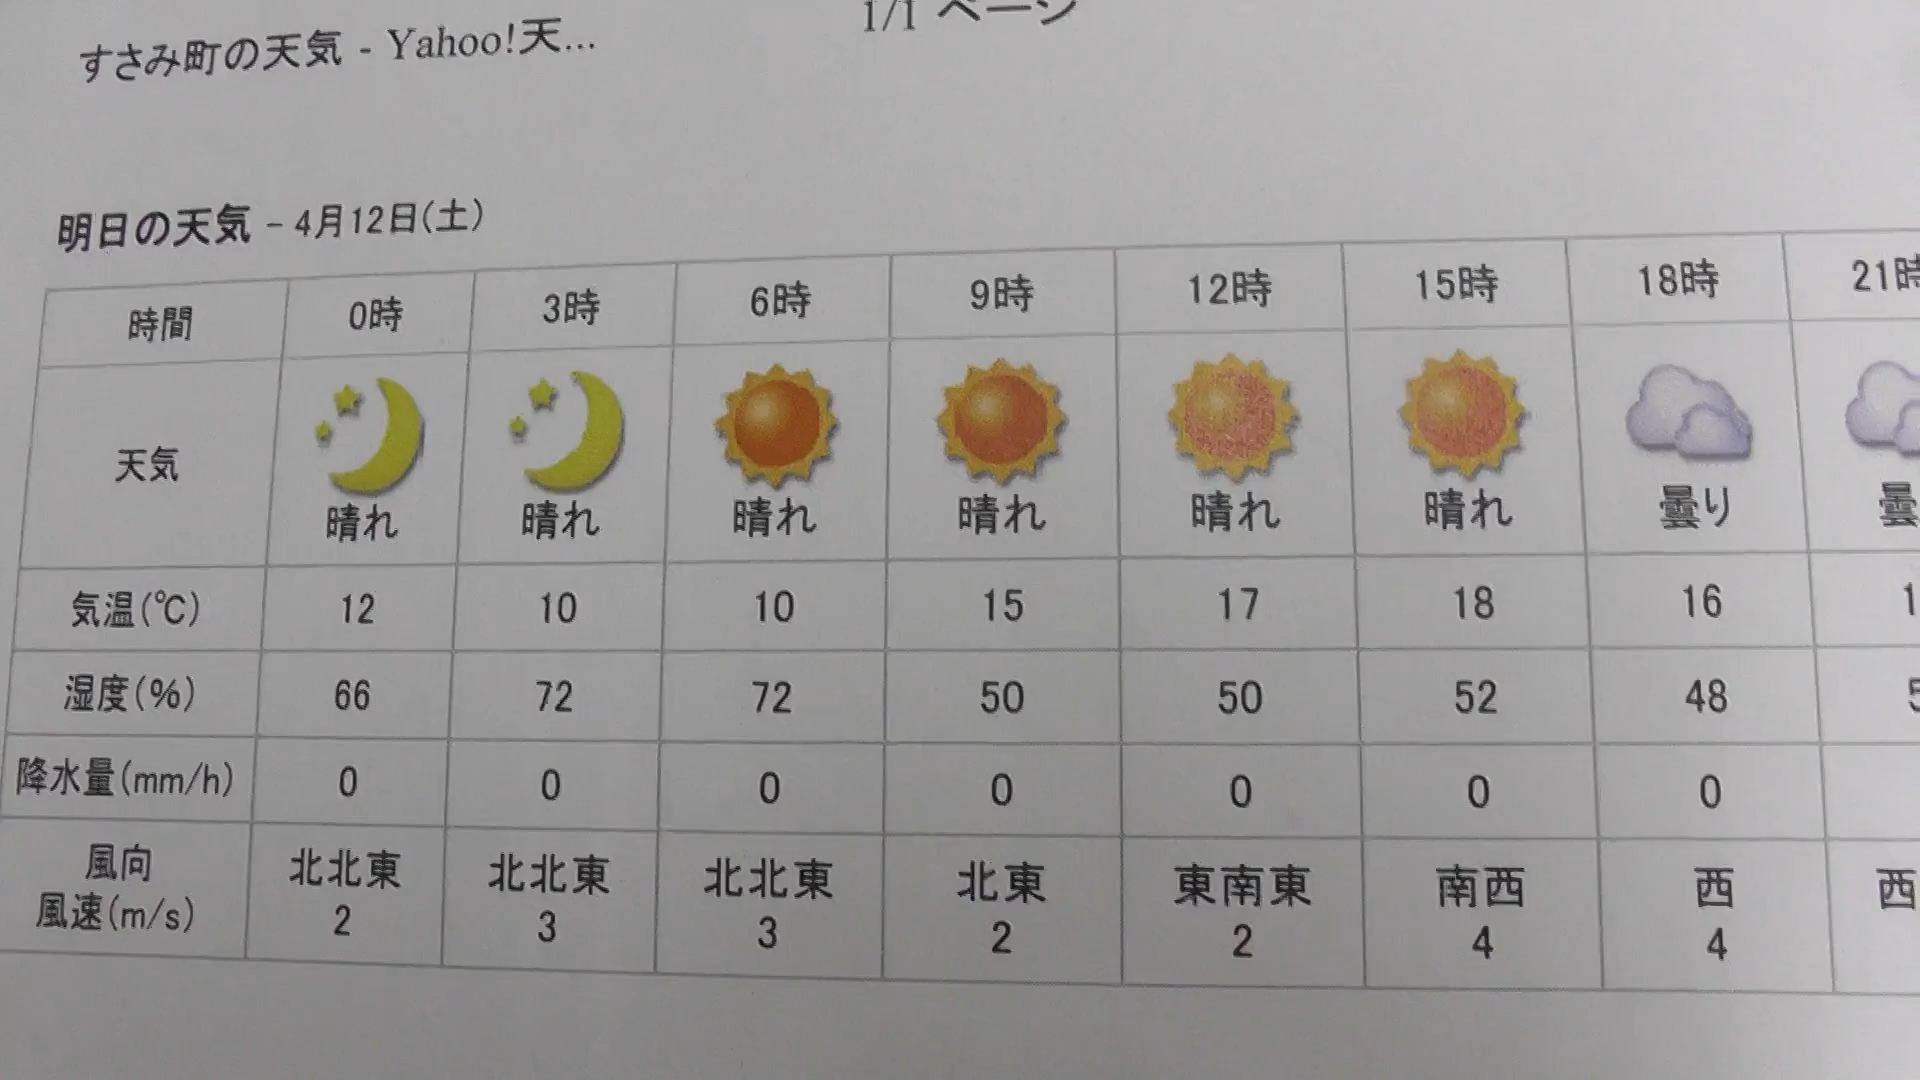 すさみ町の天気 - Yahoo!天...
1/1 ページ
明日の天気 - 4月12日(土)
時間 0時 3時 6時 9時 12時 15時 18時 21時
天気 晴れ 晴れ 晴れ 晴れ 晴れ 晴れ 曇り 曇
気温(℃) 12 10 10 15 17 18 16 1
湿度(%) 66 72 72 50 50 52 48 5
降水量(mm/h) 0 0 0 0 0 0 0
風向 北北東 北北東 北北東 北東 東南東 南西 西 西
風速(m/s) 2 3 3 2 2 4 4